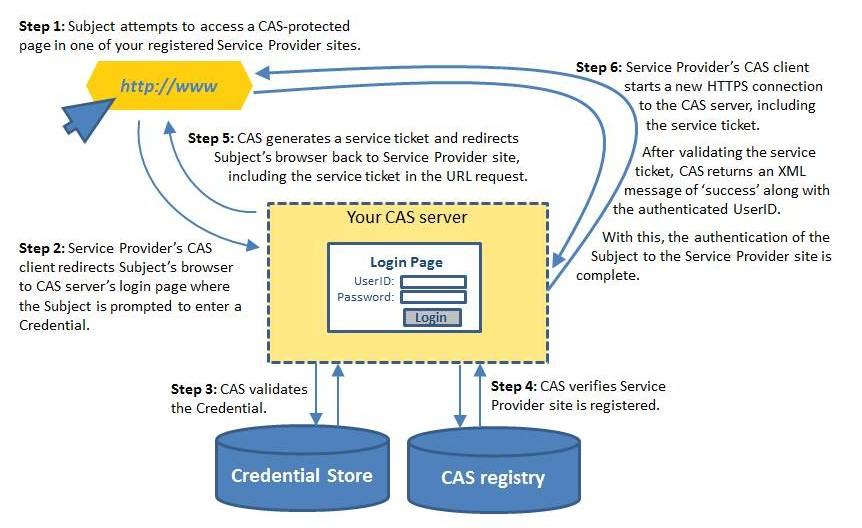 Step 1: Subject attempts to access a CAS-protected
page in one of your registered Service Provider sites.
http://www
Step 6: Service Provider's CAS client
starts a new HTTPS connection
to the CAS server, including
the service ticket.
After validating the service
ticket, CAS returns an XML
message of 'success' along with
the authenticated UserID.
With this, the authentication of the
Subject to the Service Provider site is
complete.
Step 5: CAS generates a service ticket and redirects
Subject's browser back to Service Provider site,
including the service ticket in the URL request.
Step 2: Service Provider's CAS
client redirects Subject's browser
to CAS server's login page where
the Subject is prompted to enter a
Credential.
Your CAS server
Login Page
UserID:
Password:
Login
Step 3: CAS validates
the Credential.
Step 4: CAS verifies Service
Provider site is registered.
Credential Store
CAS registry